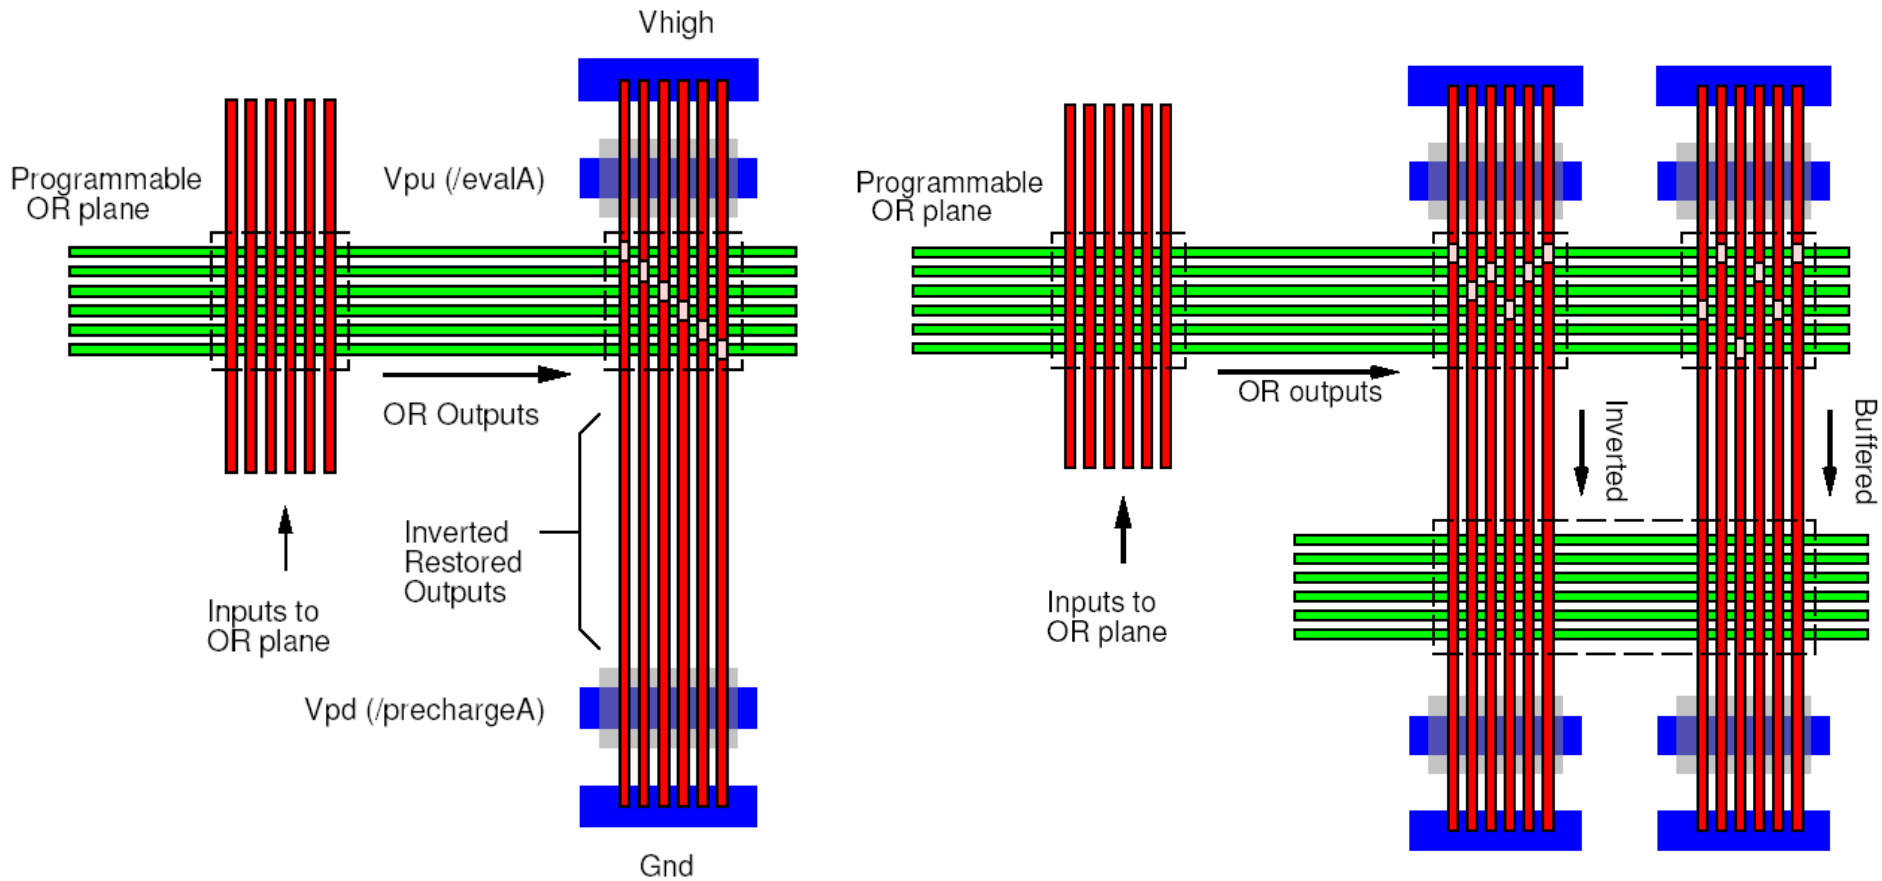 Vhigh
Programmable
OR plane
Vpu (/evalA)
OR Outputs
Inverted
Restored
Outputs
Inputs to
OR plane
Vpd (/prechargeA)
Gnd
Programmable
OR plane
OR outputs
Inverted
Buffered
Inputs to
OR plane